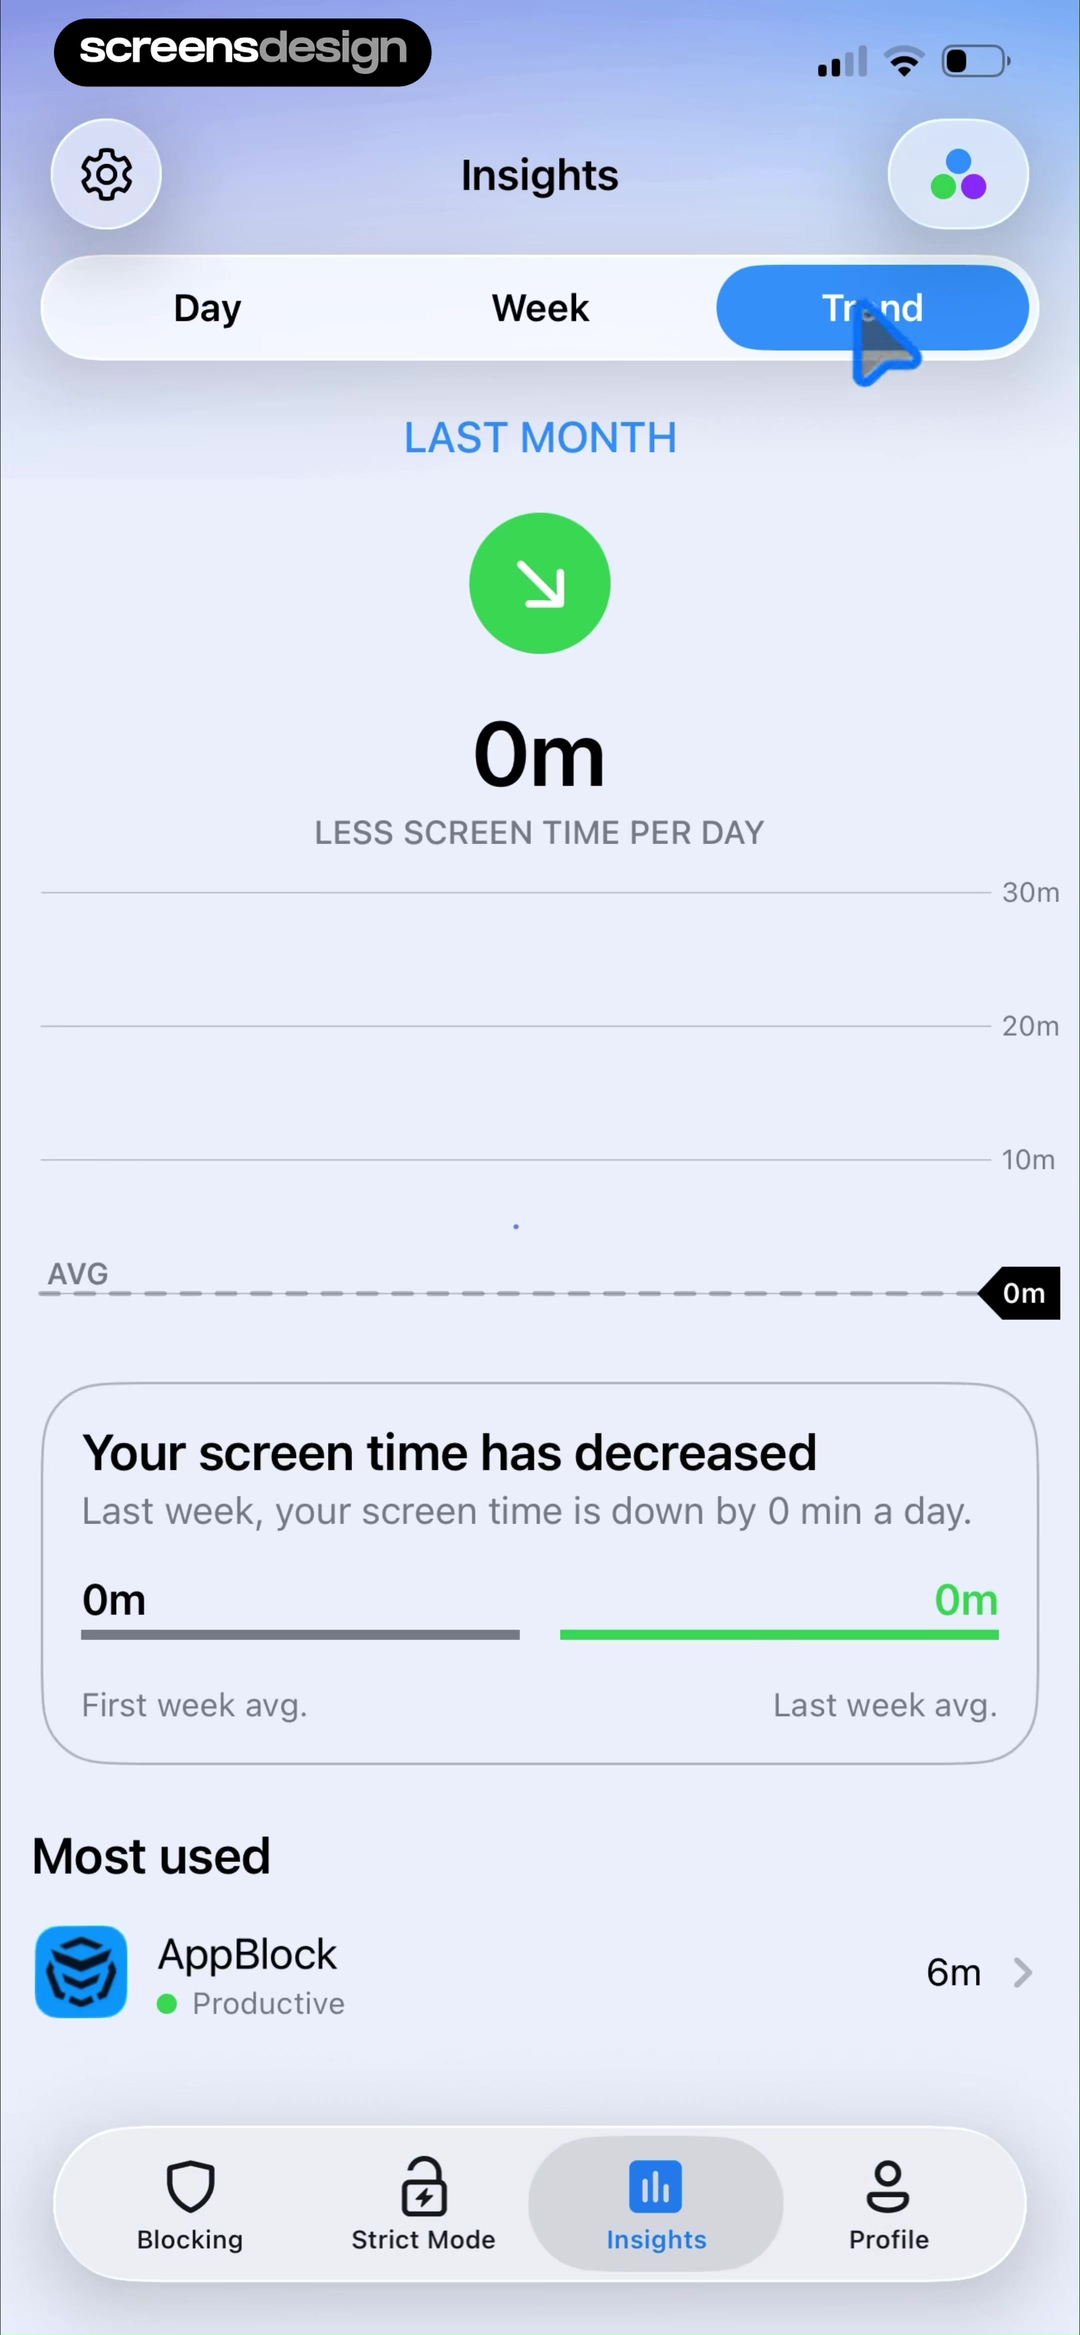 screensdesign
Insights
Day
Week
Trend
LAST MONTH
0m
LESS SCREEN TIME PER DAY
30m
20m
10m
AVG
0m
Your screen time has decreased
Last week, your screen time is down by 0 min a day.
0m
0m
First week avg.
Last week avg.
Most used
AppBlock
6m
Productive
Blocking
Strict Mode
Insights
Profile